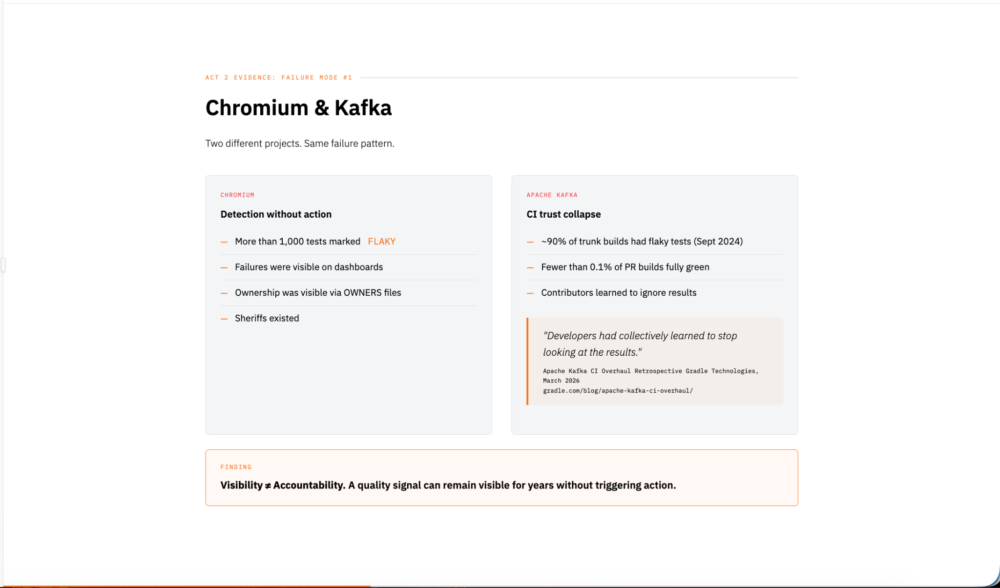 ACT 2 EVIDENCE: FAILURE MODE #1
Chromium & Kafka
Two different projects. Same failure pattern.
CHROMIUM
Detection without action
— More than 1,000 tests marked FLAKY
— Failures were visible on dashboards
— Ownership was visible via OWNERS files
— Sheriffs existed
APACHE KAFKA
CI trust collapse
— ~90% of trunk builds had flaky tests (Sept 2024)
— Fewer than 0.1% of PR builds fully green
— Contributors learned to ignore results
"Developers had collectively learned to stop
looking at the results."
Apache Kafka CI Overhaul Retrospective Gradle Technologies,
March 2026
gradle.com/blog/apache-kafka-ci-overhaul/
FINDING
Visibility ≠ Accountability. A quality signal can remain visible for years without triggering action.